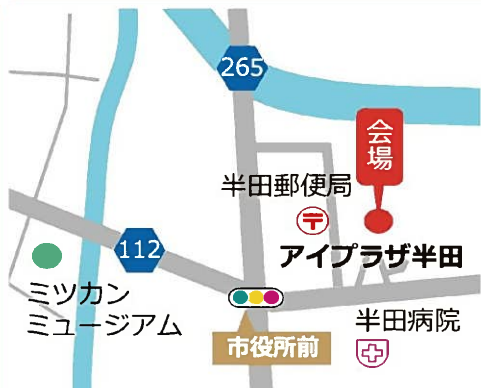 265
会場
半田郵便局
〒
アイプラザ半田
112
ミツカン
ミュージアム
市役所前
半田病院